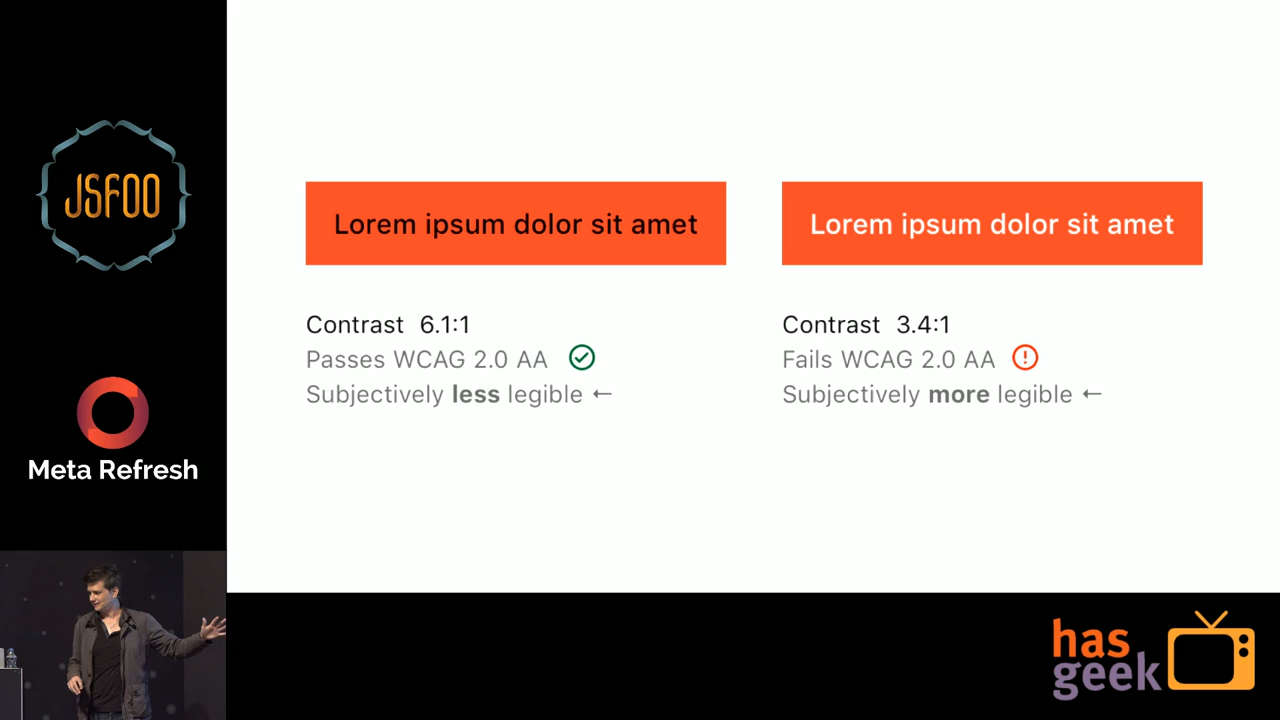 JSFOO
Meta Refresh
Lorem ipsum dolor sit amet
Contrast 6.1:1
Passes WCAG 2.0 AA
Subjectively less legible ←
Lorem ipsum dolor sit amet
Contrast 3.4:1
Fails WCAG 2.0 AA
!
Subjectively more legible ←
has
geek